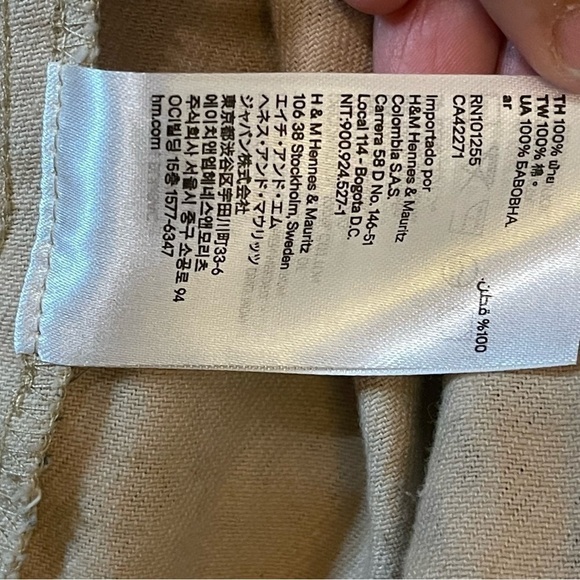 TH 100% ฝ้าย
TW 100% 棉。
UA 100% БАВОВНА
ar
100% قطن.
RN101255
CA42271
Importado por
H&M Hennes & Mauritz
Colombia S.A.S.
Carrera 58 D No. 146-51
Local 114 - Bogota D.C.
NIT:900.924.527-1
H & M Hennes & Mauritz
106 38 Stockholm, Sweden
エイチ・アンド・エム
ヘネス・アンド・マウリッツ
ジャパン株式会社
東京都渋谷区宇田川町33-6
에이치앤엠헤네스앤모리츠
주식회사 서울시 중구 소공로 94
OCI빌딩 15층 1577-6347
hm.com